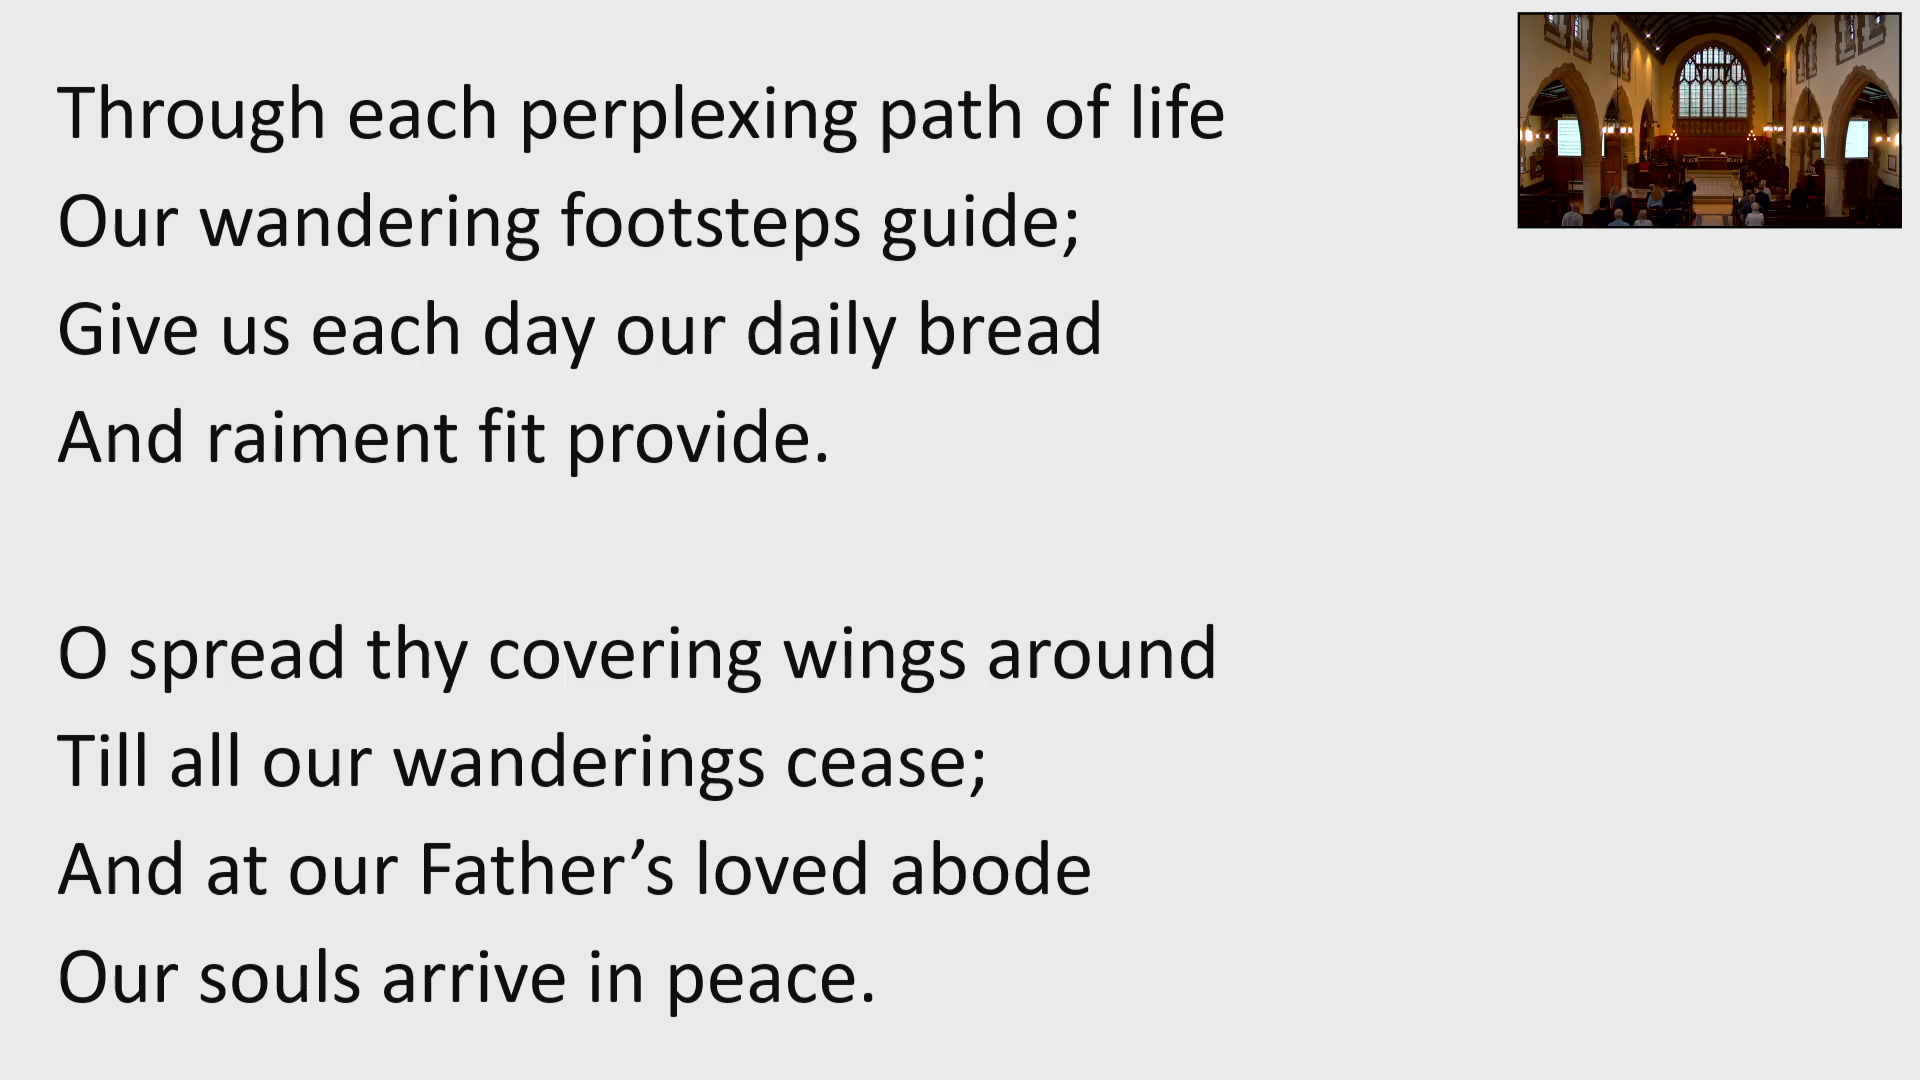 Through each perplexing path of life
Our wandering footsteps guide;
Give us each day our daily bread
And raiment fit provide.
O spread thy covering wings around
Till all our wanderings cease;
And at our Father’s loved abode
Our souls arrive in peace.